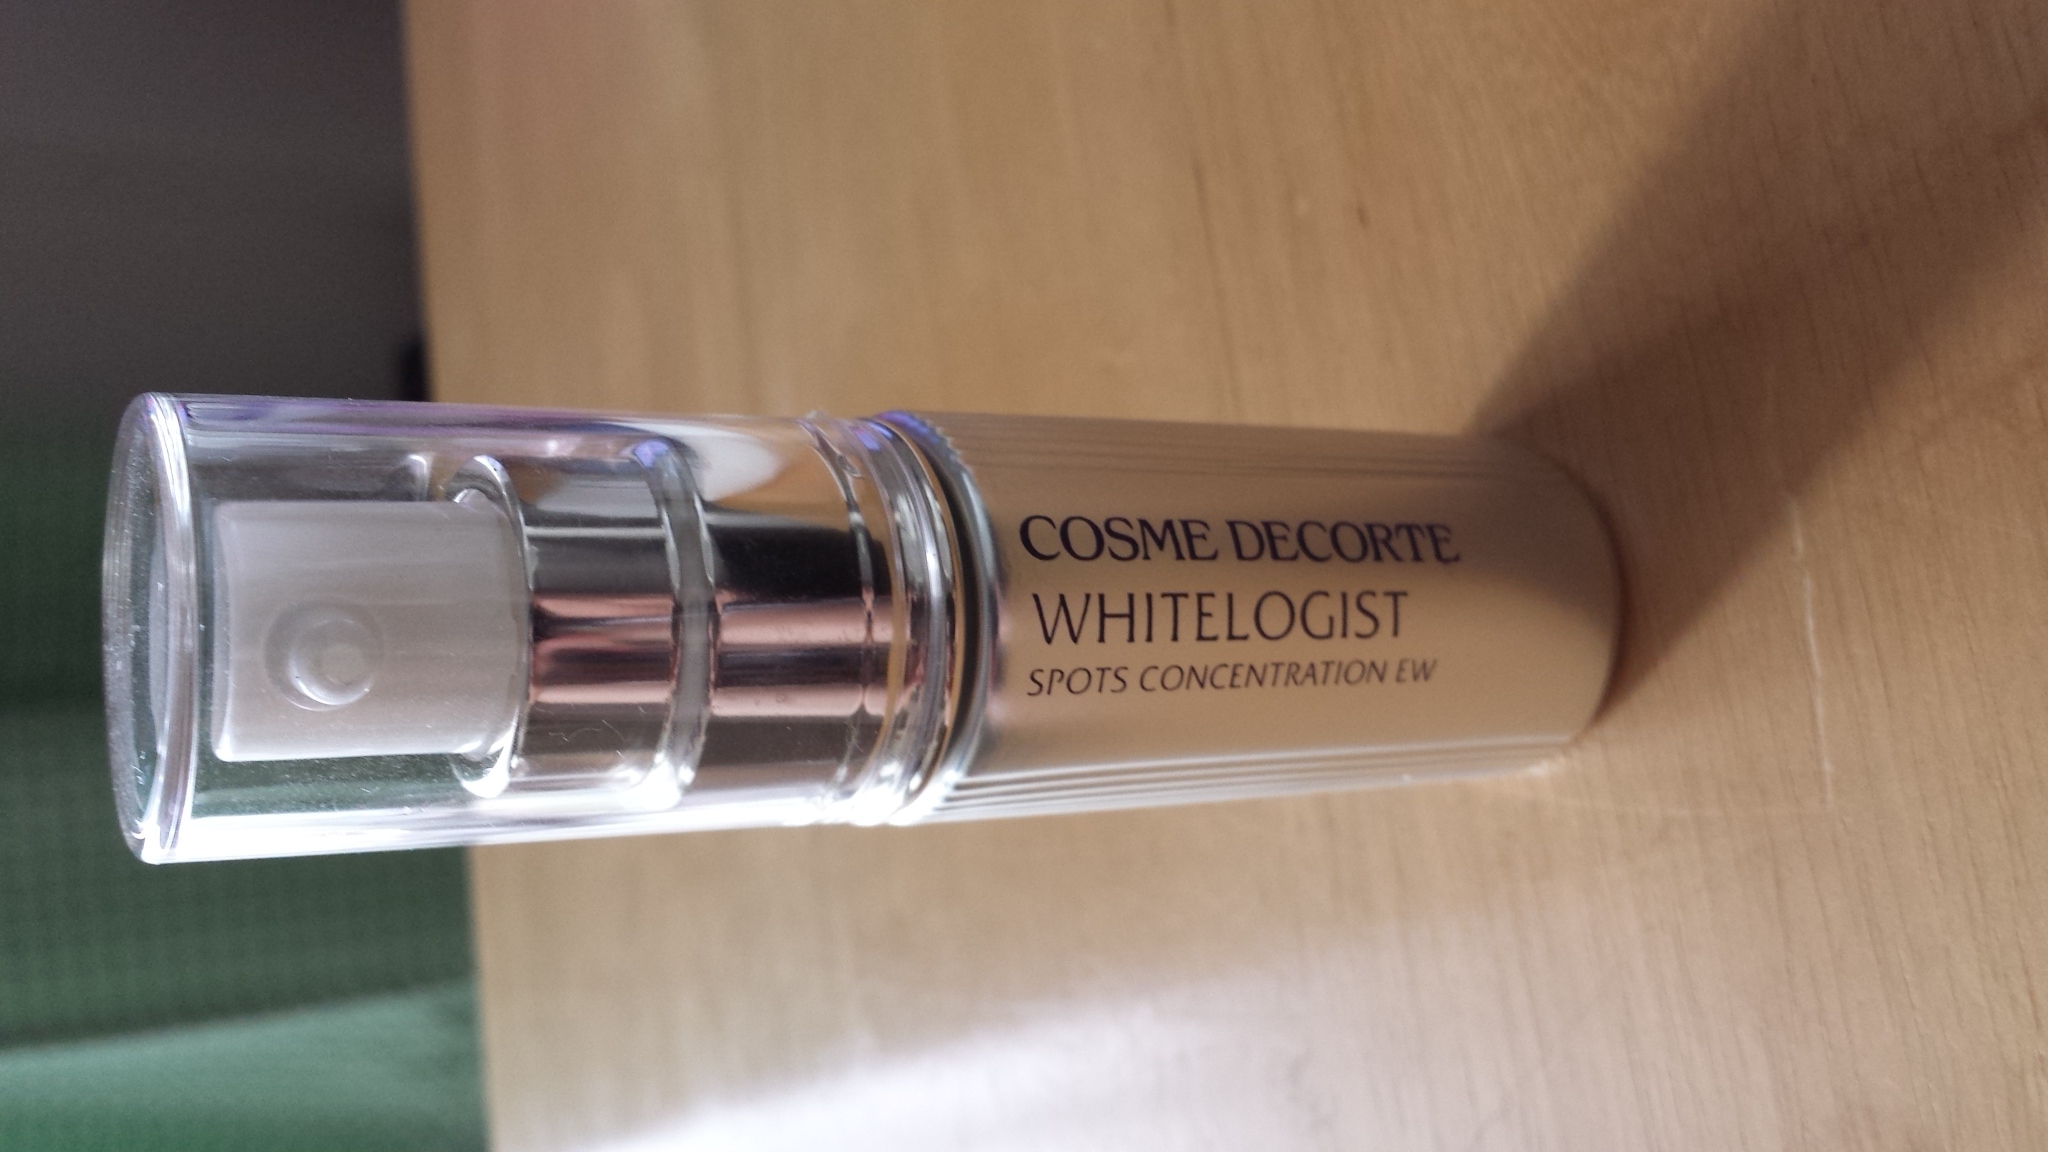 COSME DECORTE
WHITELOGIST
SPOTS CONCENTRATION EW